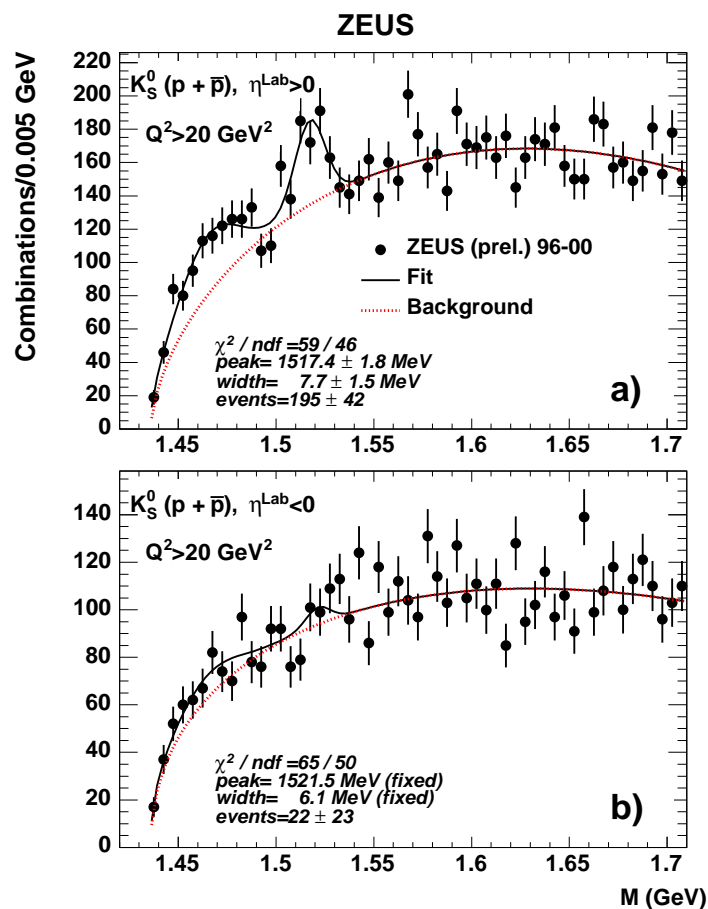 ZEUS
Combinations/0.005 GeV
220
200
180
160
140
120
100
80
60
40
20
0
K_S^0 (p + p̅), η^Lab>0
Q²>20 GeV²
ZEUS (prel.) 96-00
Fit
Background
χ² / ndf =59 / 46
peak= 1517.4 ± 1.8 MeV
width= 7.7 ± 1.5 MeV
events=195 ± 42
a)
1.45 1.5 1.55 1.6 1.65 1.7
140
120
100
80
60
40
20
0
K_S^0 (p + p̅), η^Lab<0
Q²>20 GeV²
χ² / ndf =65 / 50
peak= 1521.5 MeV (fixed)
width= 6.1 MeV (fixed)
events=22 ± 23
b)
1.45 1.5 1.55 1.6 1.65 1.7
M (GeV)